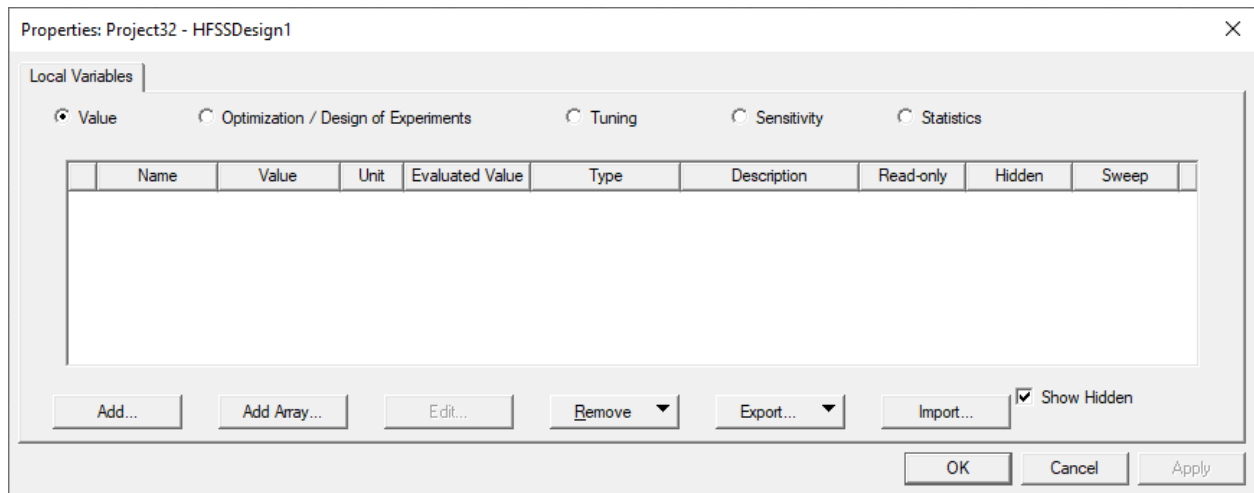 Properties: Project32 - HFSSDesign1
Local Variables
Value Optimization / Design of Experiments Tuning Sensitivity Statistics
Name Value Unit Evaluated Value Type Description Read-only Hidden Sweep
Add... Add Array... Edit... Remove Export... Import... Show Hidden
OK Cancel Apply